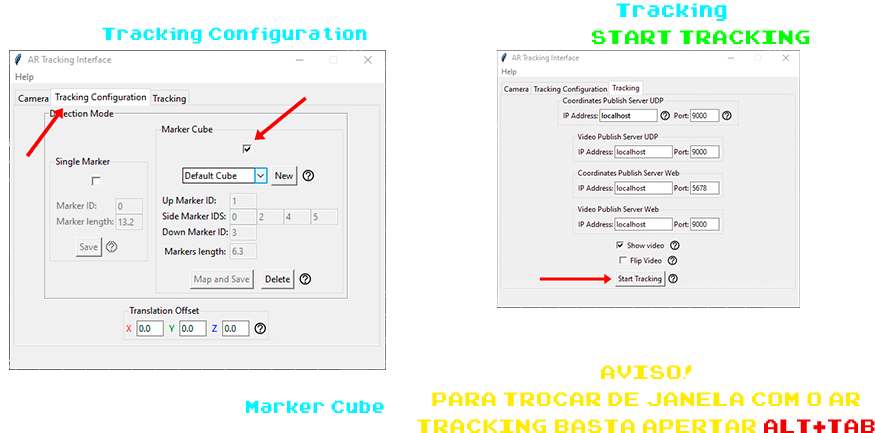 Tracking Configuration
AR Tracking Interface
Help
Camera Tracking Configuration Tracking
Detection Mode
Marker Cube
Single Marker
Default Cube New
Marker ID: 0
Marker length: 13.2
Save
Up Marker ID: 1
Side Marker IDS: 0 2 4 5
Down Marker ID: 3
Markers length: 6.3
Map and Save Delete
Translation Offset
X 0.0 Y 0.0 Z 0.0
Marker Cube
Tracking
START TRACKING
AR Tracking Interface
Help
Camera Tracking Configuration Tracking
Coordinates Publish Server UDP
IP Address: localhost Port: 9000
Video Publish Server UDP
IP Address: localhost Port: 9000
Coordinates Publish Server Web
IP Address: localhost Port: 5678
Video Publish Server Web
IP Address: localhost Port: 9000
Show video
Flip Video
Start Tracking
AVISO!
PARA TROCAR DE JANELA COM O AR
TRACKING BASTA APERTAR ALT+TAB